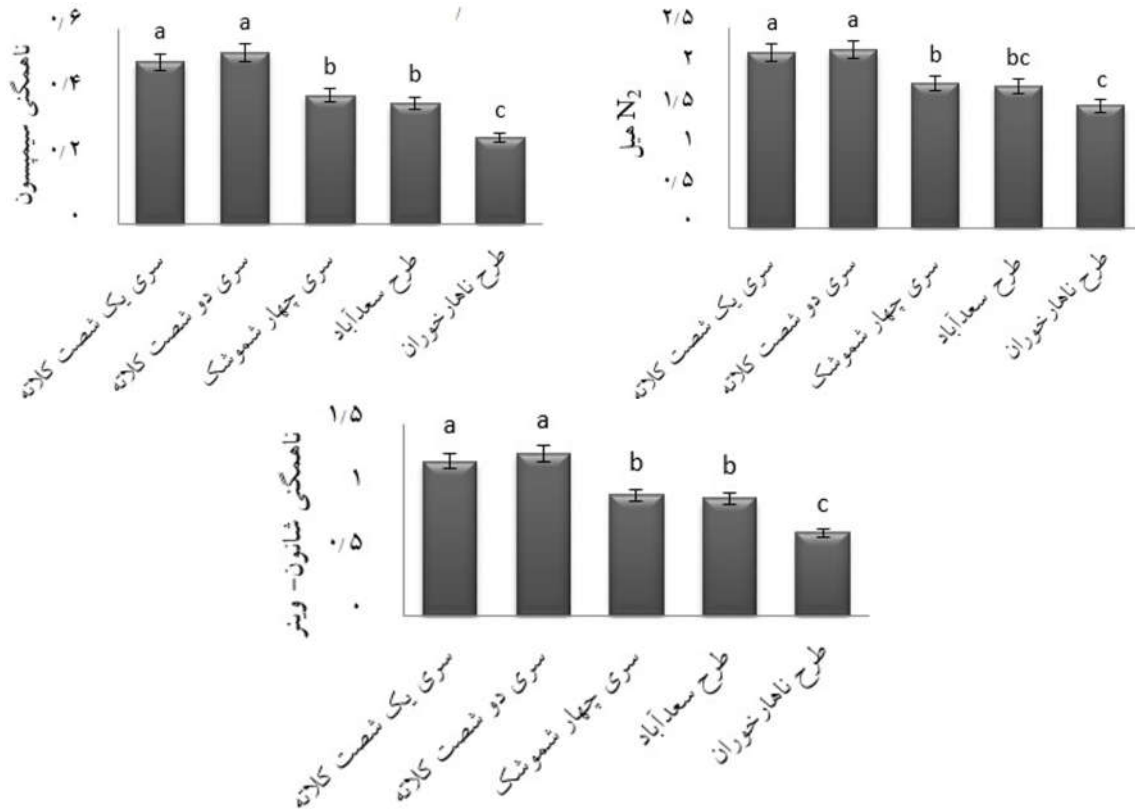 ناهمگنی سیمپسون
۰/۶
۰/۴
۰/۲
۰
a
a
b
b
c
سری یک شصت کلاته
سری دو شصت کلاته
سری چهار شموشک
طرح سعدآباد
طرح ناهارخوران
/
N2 هیل
۲/۵
۲
۱/۵
۱
۰/۵
۰
a
a
b
bc
c
سری یک شصت کلاته
سری دو شصت کلاته
سری چهار شموشک
طرح سعدآباد
طرح ناهارخوران
ناهمگنی شانون- وینر
۱/۵
۱
۰/۵
۰
a
a
b
b
c
سری یک شصت کلاته
سری دو شصت کلاته
سری چهار شموشک
طرح سعدآباد
طرح ناهارخوران